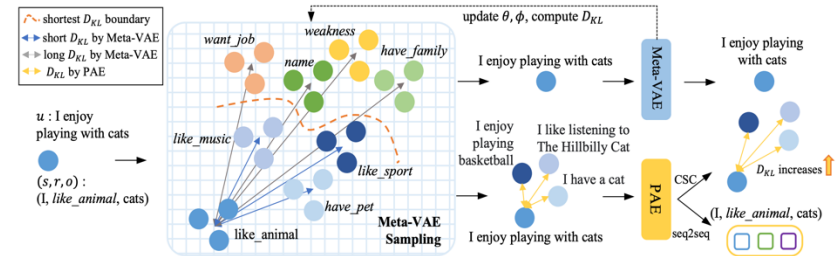 shortest D_KL boundary
short D_KL by Meta-VAE
long D_KL by Meta-VAE
D_KL by PAE
u : I enjoy
playing with cats
(s, r, o) :
(I, like_animal, cats)
want_job
weakness
name
have_family
like_music
like_sport
have_pet
like_animal
Meta-VAE
Sampling
update θ, ϕ, compute D_KL
I enjoy playing with cats
Meta-VAE
I enjoy playing
with cats
I enjoy
playing
basketball
I like listening to
The Hillbilly Cat
I have a cat
I enjoy playing with cats
PAE
CSC
seq2seq
D_KL increases
(I, like_animal, cats)